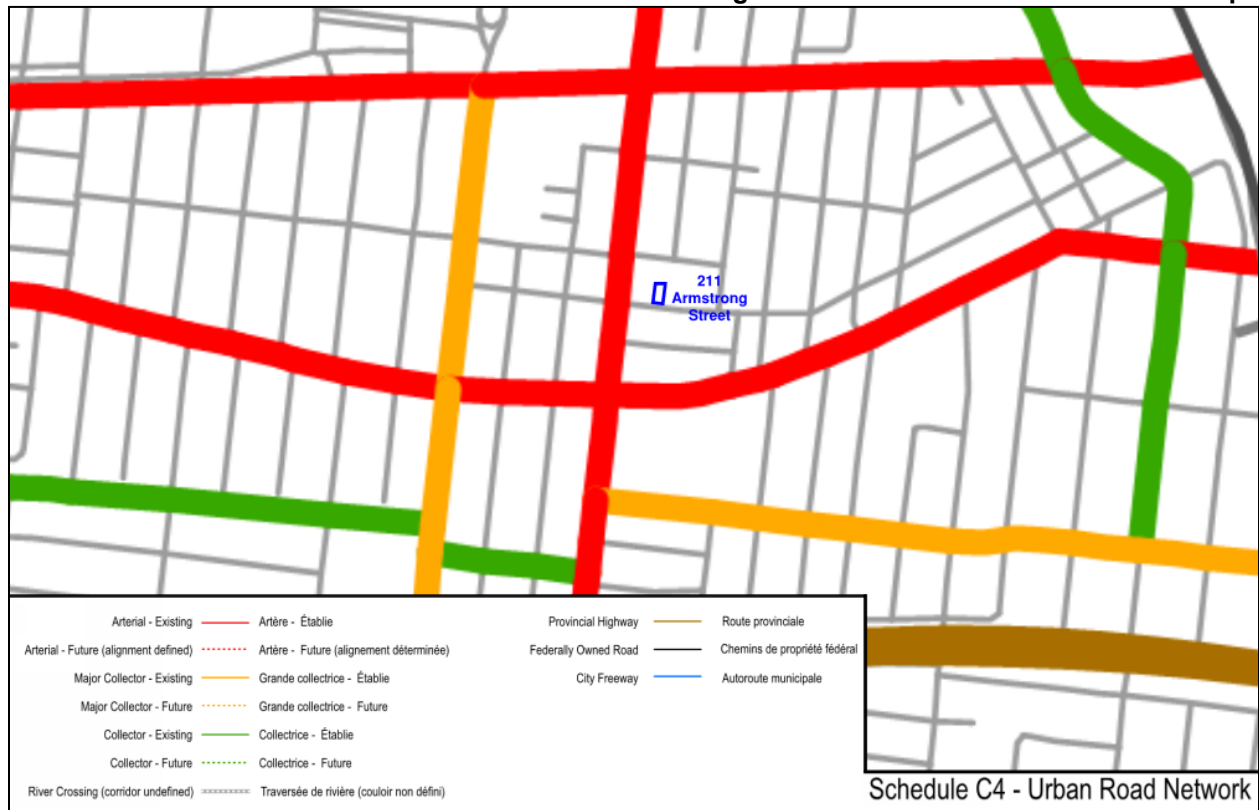 211
Armstrong
Street
Arterial - Existing Artère - Établie
Arterial - Future (alignment defined) Artère - Future (alignement déterminée)
Major Collector - Existing Grande collectrice - Établie
Major Collector - Future Grande collectrice - Future
Collector - Existing Collectrice - Établie
Collector - Future Collectrice - Future
River Crossing (corridor undefined) Traversée de rivière (couloir non défini)
Provincial Highway Route provinciale
Federally Owned Road Chemins de propriété fédéral
City Freeway Autoroute municipale
Schedule C4 - Urban Road Network